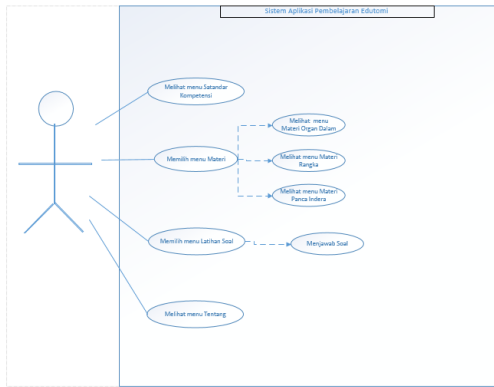 Sistem Aplikasi Pembelajaran Edutomi
Melihat menu Satandar
Kompetensi
Melihat menu
Materi Organ Dalam
Memilih menu Materi
Melihat menu Materi
Rangka
Melihat menu Materi
Panca Indera
Memilih menu Latihan Soal
Menjawab Soal
Melihat menu Tentang